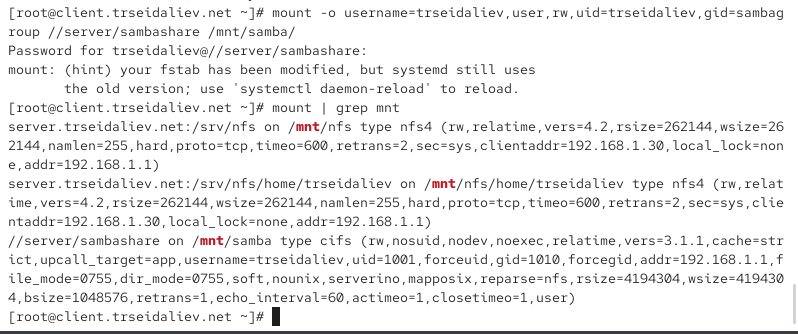 [root@client.trseidaliev.net ~]# mount -o username=trseidaliev,user,rw,uid=trseidaliev,gid=sambag
roup //server/sambashare /mnt/samba/
Password for trseidaliev@//server/sambashare:
mount: (hint) your fstab has been modified, but systemd still uses
       the old version; use 'systemctl daemon-reload' to reload.
[root@client.trseidaliev.net ~]# mount | grep mnt
server.trseidaliev.net:/srv/nfs on /mnt/nfs type nfs4 (rw,relatime,vers=4.2,rsize=262144,wsize=26
2144,namlen=255,hard,proto=tcp,timeo=600,retrans=2,sec=sys,clientaddr=192.168.1.30,local_lock=non
e,addr=192.168.1.1)
server.trseidaliev.net:/srv/nfs/home/trseidaliev on /mnt/nfs/home/trseidaliev type nfs4 (rw,relat
ime,vers=4.2,rsize=262144,wsize=262144,namlen=255,hard,proto=tcp,timeo=600,retrans=2,sec=sys,clie
ntaddr=192.168.1.30,local_lock=none,addr=192.168.1.1)
//server/sambashare on /mnt/samba type cifs (rw,nosuid,nodev,noexec,relatime,vers=3.1.1,cache=str
ict,upcall_target=app,username=trseidaliev,uid=1001,forceuid,gid=1010,forcegid,addr=192.168.1.1,f
ile_mode=0755,dir_mode=0755,soft,nounix,serverino,mapposix,reparse=nfs,rsize=4194304,wsize=419430
4,bsize=1048576,retrans=1,echo_interval=60,actimeo=1,closetimeo=1,user)
[root@client.trseidaliev.net ~]#